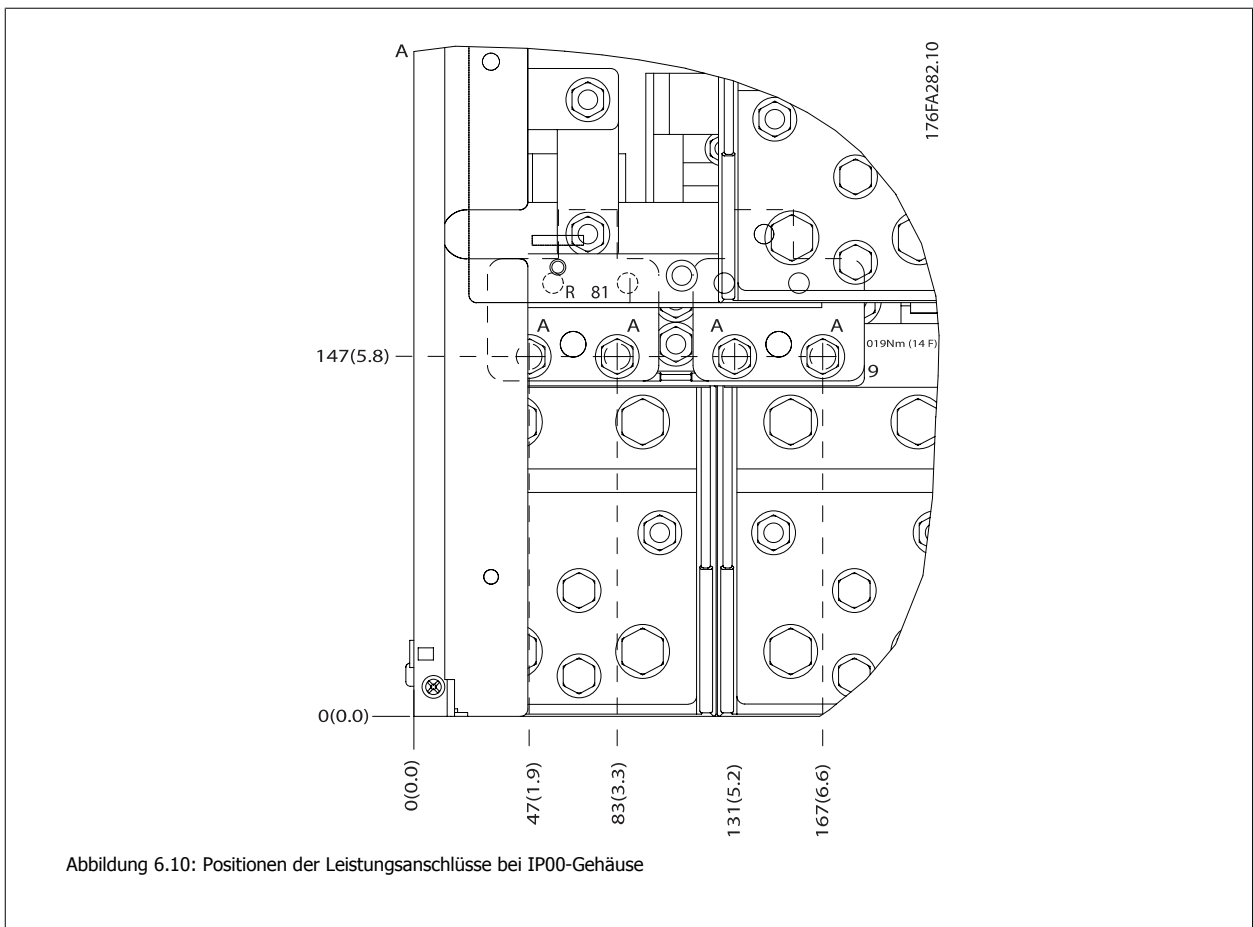 A
176FA282.10
R 81
A A A A
147(5.8)
019Nm (14 F)
9
0(0.0)
0(0.0)
47(1.9)
83(3.3)
131(5.2)
167(6.6)
Abbildung 6.10: Positionen der Leistungsanschlüsse bei IP00-Gehäuse